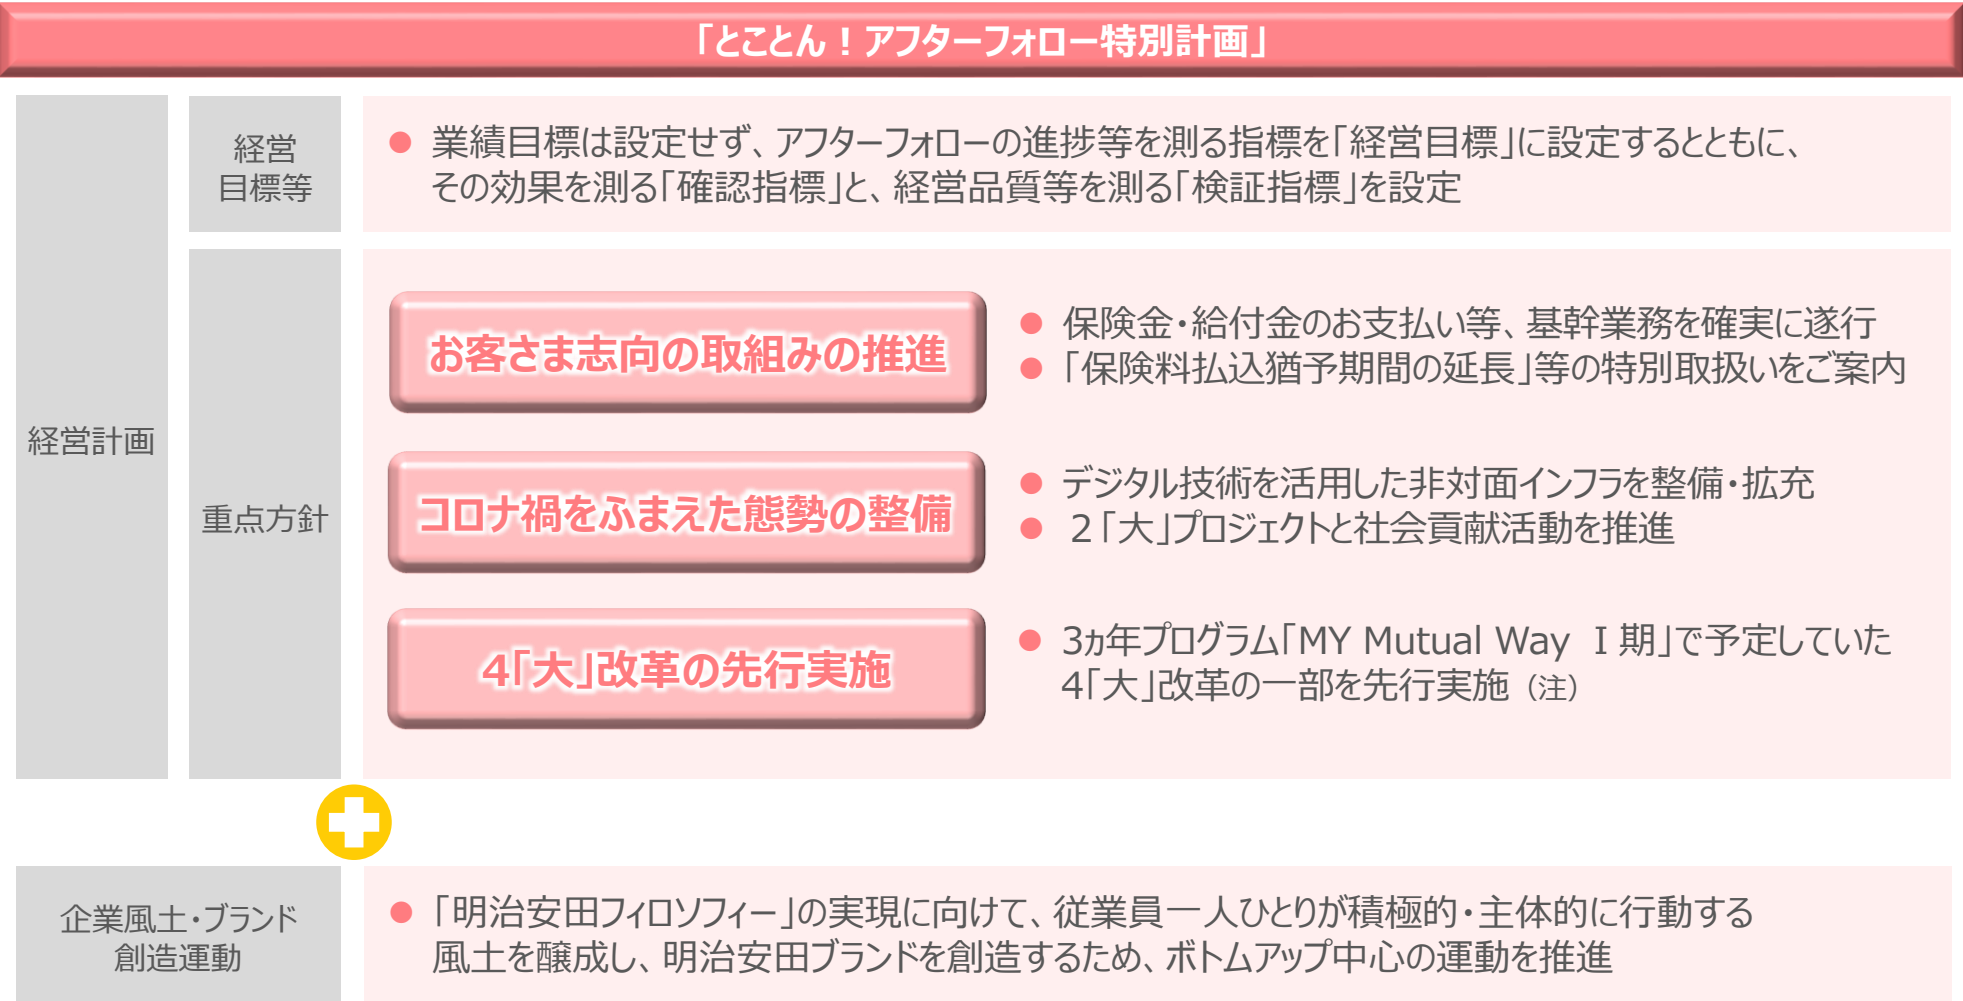 「とことん！アフターフォロー特別計画」
経営計画
経営
目標等
● 業績目標は設定せず、アフターフォローの進捗等を測る指標を「経営目標」に設定するとともに、
その効果を測る「確認指標」と、経営品質等を測る「検証指標」を設定
重点方針
お客さま志向の取組みの推進
● 保険金・給付金のお支払い等、基幹業務を確実に遂行
● 「保険料払込猶予期間の延長」等の特別取扱いをご案内
コロナ禍をふまえた態勢の整備
● デジタル技術を活用した非対面インフラを整備・拡充
● 2「大」プロジェクトと社会貢献活動を推進
4「大」改革の先行実施
● 3ヵ年プログラム「MY Mutual Way Ⅰ期」で予定していた
4「大」改革の一部を先行実施（注）
企業風土・ブランド
創造運動
● 「明治安田フィロソフィー」の実現に向けて、従業員一人ひとりが積極的・主体的に行動する
風土を醸成し、明治安田ブランドを創造するため、ボトムアップ中心の運動を推進